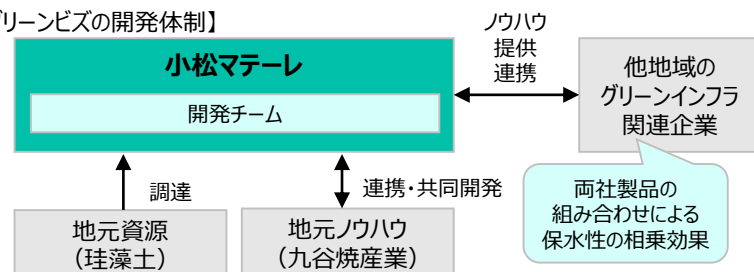 リーンビズの開発体制】
小松マテーレ
開発チーム
ノウハウ
提供
連携
他地域の
グリーンインフラ
関連企業
調達
連携・共同開発
両社製品の
組み合わせによる
保水性の相乗効果
地元資源
（珪藻土）
地元ノウハウ
（九谷焼産業）